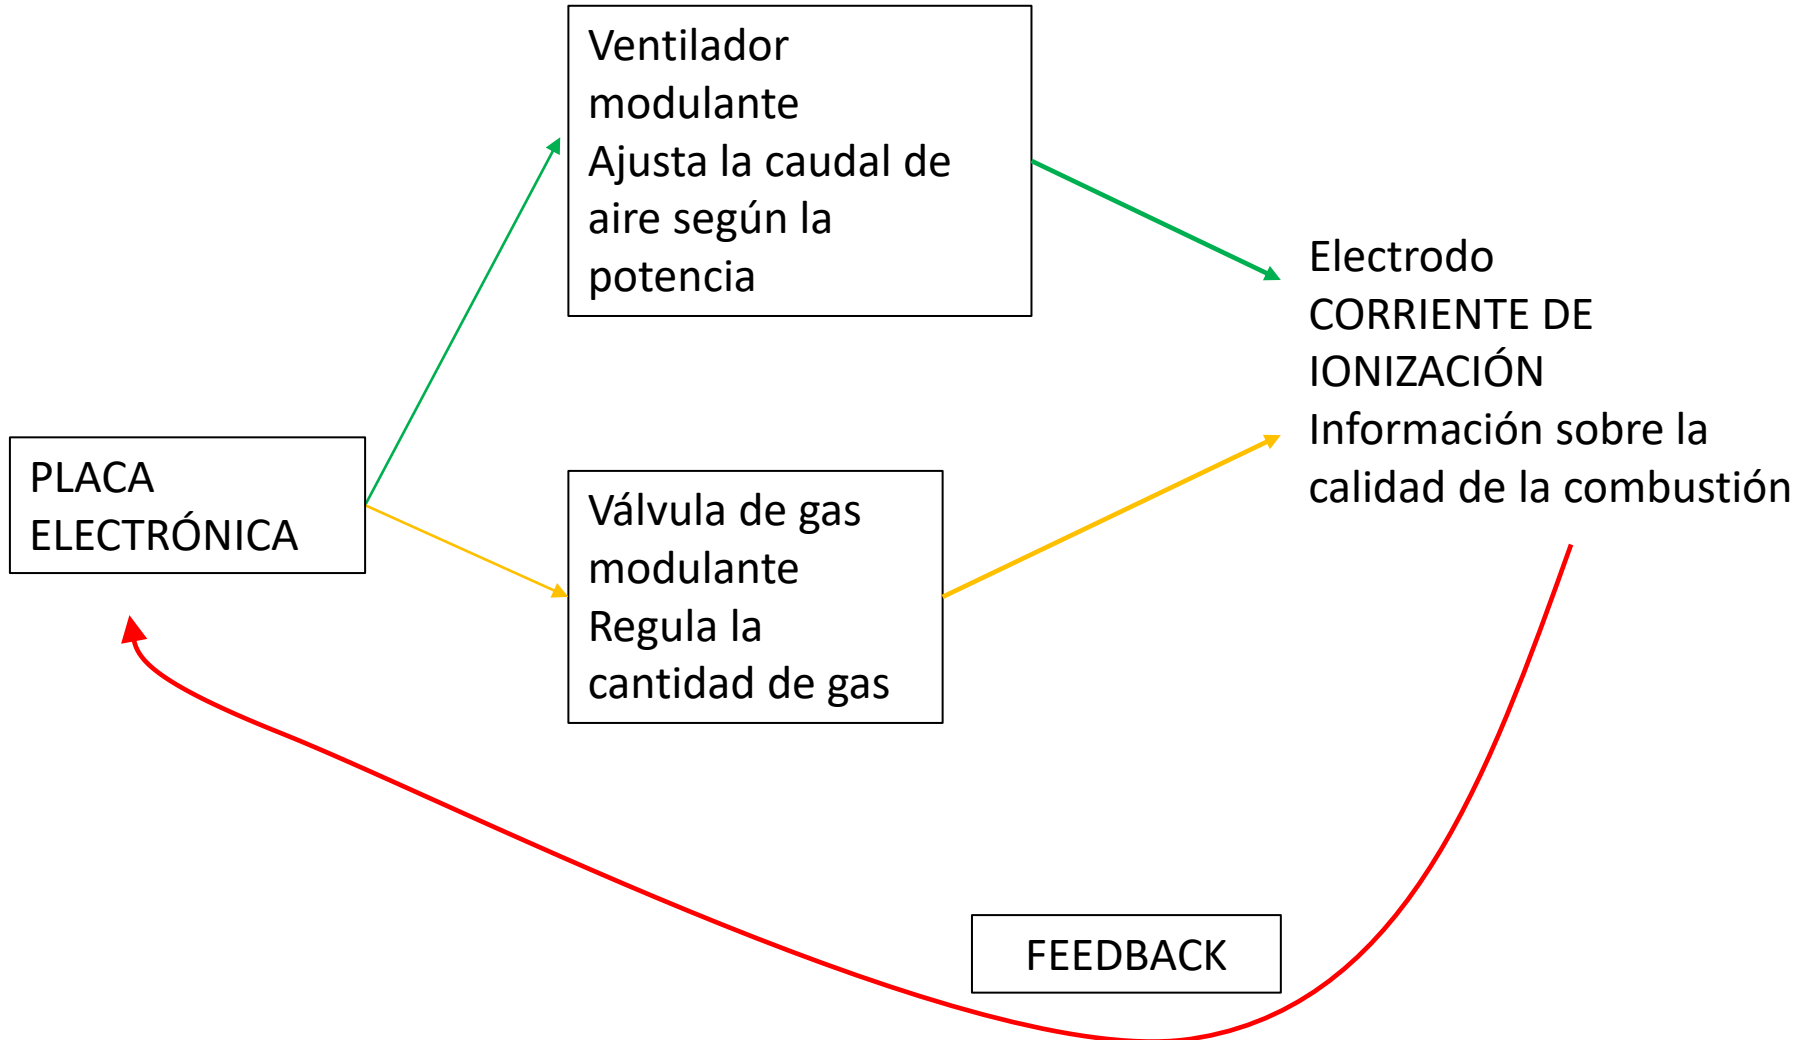 Ventilador
modulante
Ajusta la caudal de
aire según la
potencia
Electrodo
CORRIENTE DE
IONIZACIÓN
Información sobre la
calidad de la combustión
PLACA
ELECTRÓNICA
Válvula de gas
modulante
Regula la
cantidad de gas
FEEDBACK